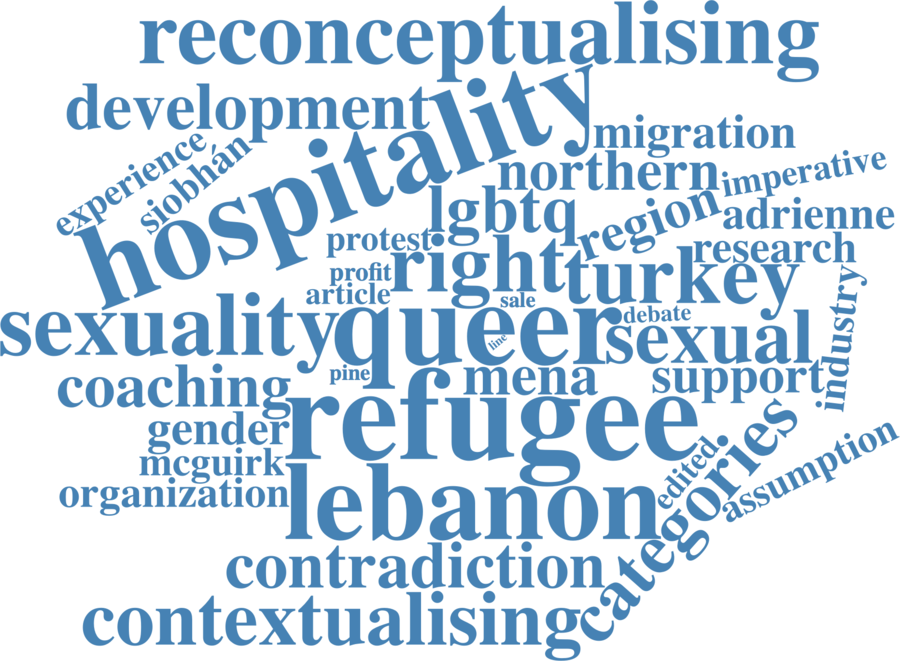 reconceptualising
development
hospitality
migration
experience
siobhán
northern
imperative
lgbtq
region
adrienne
protest
right
research
profit
turkey
article
sale
industry
sexuality
queer
debate
line
sexual
pine
mena
support
coaching
refugee
categories
gender
mcguirk
edited
assumption
organization
lebanon
contradiction
contextualising